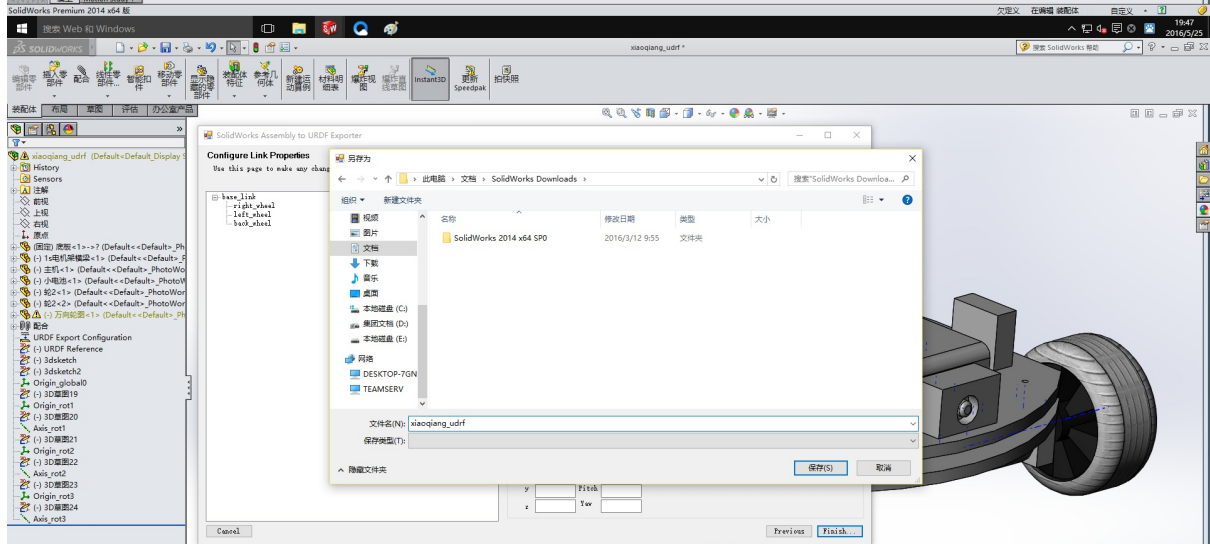 SolidWorks Premium 2014 x64 版
欠定义 在编辑 装配体 自定义
搜索 Web 和 Windows
19:47
2016/5/25
SOLIDWORKS
xiaoqiang_udrf *
搜索 SolidWorks 帮助
编辑零部件
插入零部件
配合
线性零部件...
智能扣件
移动零部件
显示隐藏的零部件
装配体特征
参考几何体
新建运动算例
材料明细表
爆炸视图
爆炸直线草图
Instant3D
更新 Speedpak
拍快照
装配体 布局 草图 评估 办公室产品
xiaoqiang_udrf (Default<Default_Display S
History
Sensors
注解
前视
上视
右视
原点
(固定) 底板<1>->? (Default<<Default>_Ph
(-) 1s电机架横梁<1> (Default<<Default>_F
(-) 主机<1> (Default<<Default>_PhotoWo
(-) 小电池<1> (Default<<Default>_PhotoW
(-) 轮2<1> (Default<<Default>_PhotoWor
(-) 轮2<2> (Default<<Default>_PhotoWor
(-) 万向轮图<1> (Default<<Default>_Ph
配合
URDF Export Configuration
(-) URDF Reference
(-) 3dsketch
(-) 3dsketch2
Origin_global0
(-) 3D草图19
Origin_rot1
(-) 3D草图20
Axis_rot1
(-) 3D草图21
Origin_rot2
(-) 3D草图22
Axis_rot2
(-) 3D草图23
Origin_rot3
(-) 3D草图24
Axis_rot3
SolidWorks Assembly to URDF Exporter
Configure Link Properties
Use this page to make any chang
base_link
right_wheel
left_wheel
back_wheel
另存为
此电脑 > 文档 > SolidWorks Downloads >
搜索"SolidWorks Downloa...
组织 新建文件夹
名称 修改日期 类型 大小
SolidWorks 2014 x64 SP0 2016/3/12 9:55 文件夹
视频
图片
文档
下载
音乐
桌面
本地磁盘 (C:)
集团文档 (D:)
本地磁盘 (E:)
网络
DESKTOP-7GN
TEAMSERV
文件名(N): xiaoqiang_udrf
保存类型(T):
隐藏文件夹
保存(S) 取消
y Pitch
z Yaw
Cancel
Previous Finish...